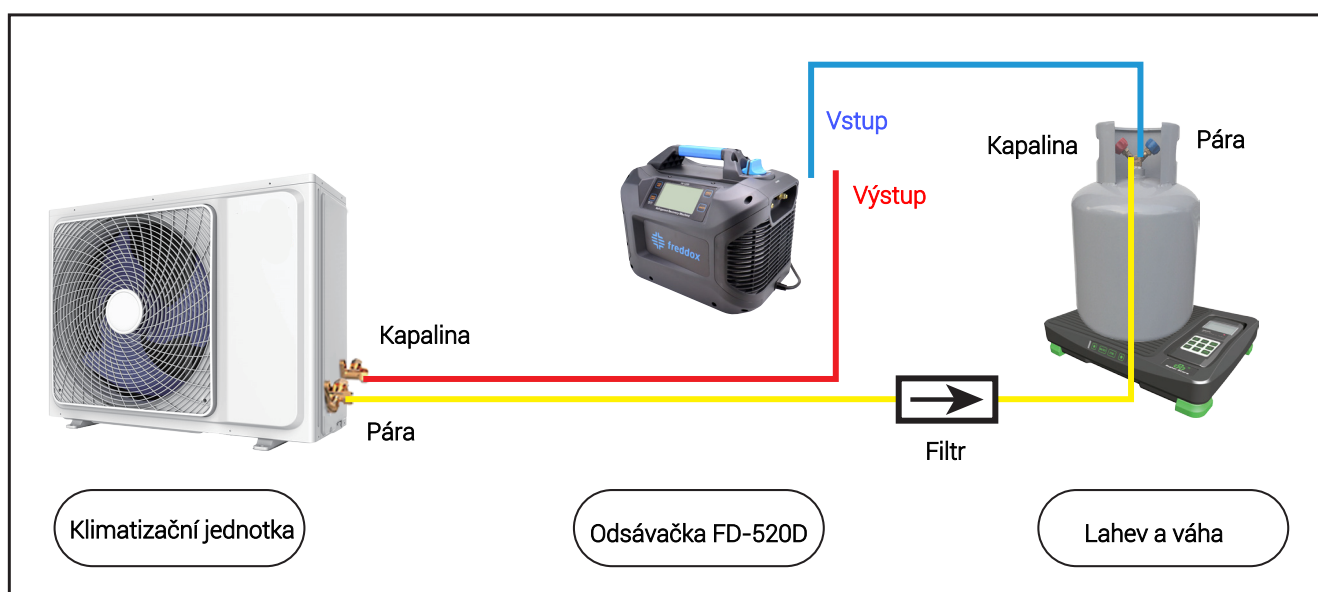 Vstup
Výstup
Kapalina
Pára
freddox
Kapalina
Pára
Filtr
Klimatizační jednotka
Odsávačka FD-520D
Lahev a váha